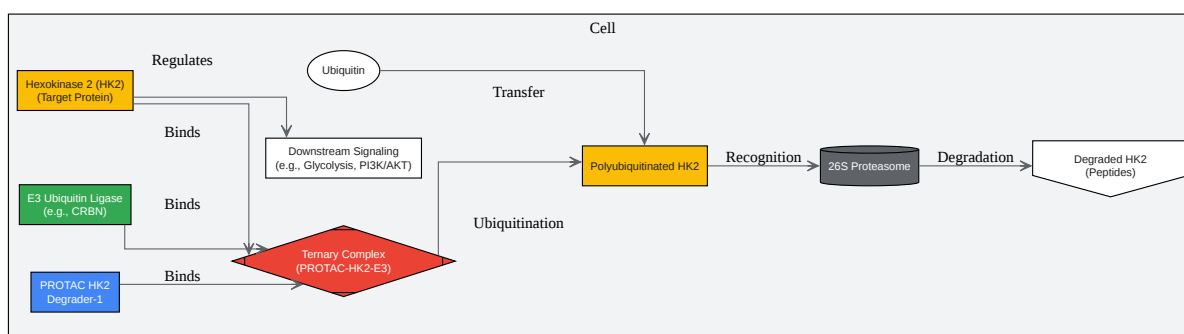 Cell
Regulates
Hexokinase 2 (HK2)
(Target Protein)
Ubiquitin
Transfer
Binds
Downstream Signaling
(e.g., Glycolysis, PI3K/AKT)
Polyubiquitinated HK2
Recognition
26S Proteasome
Degradation
Degraded HK2
(Peptides)
E3 Ubiquitin Ligase
(e.g., CRBN)
Binds
Ubiquitination
Ternary Complex
(PROTAC-HK2-E3)
Binds
PROTAC HK2
Degrader-1